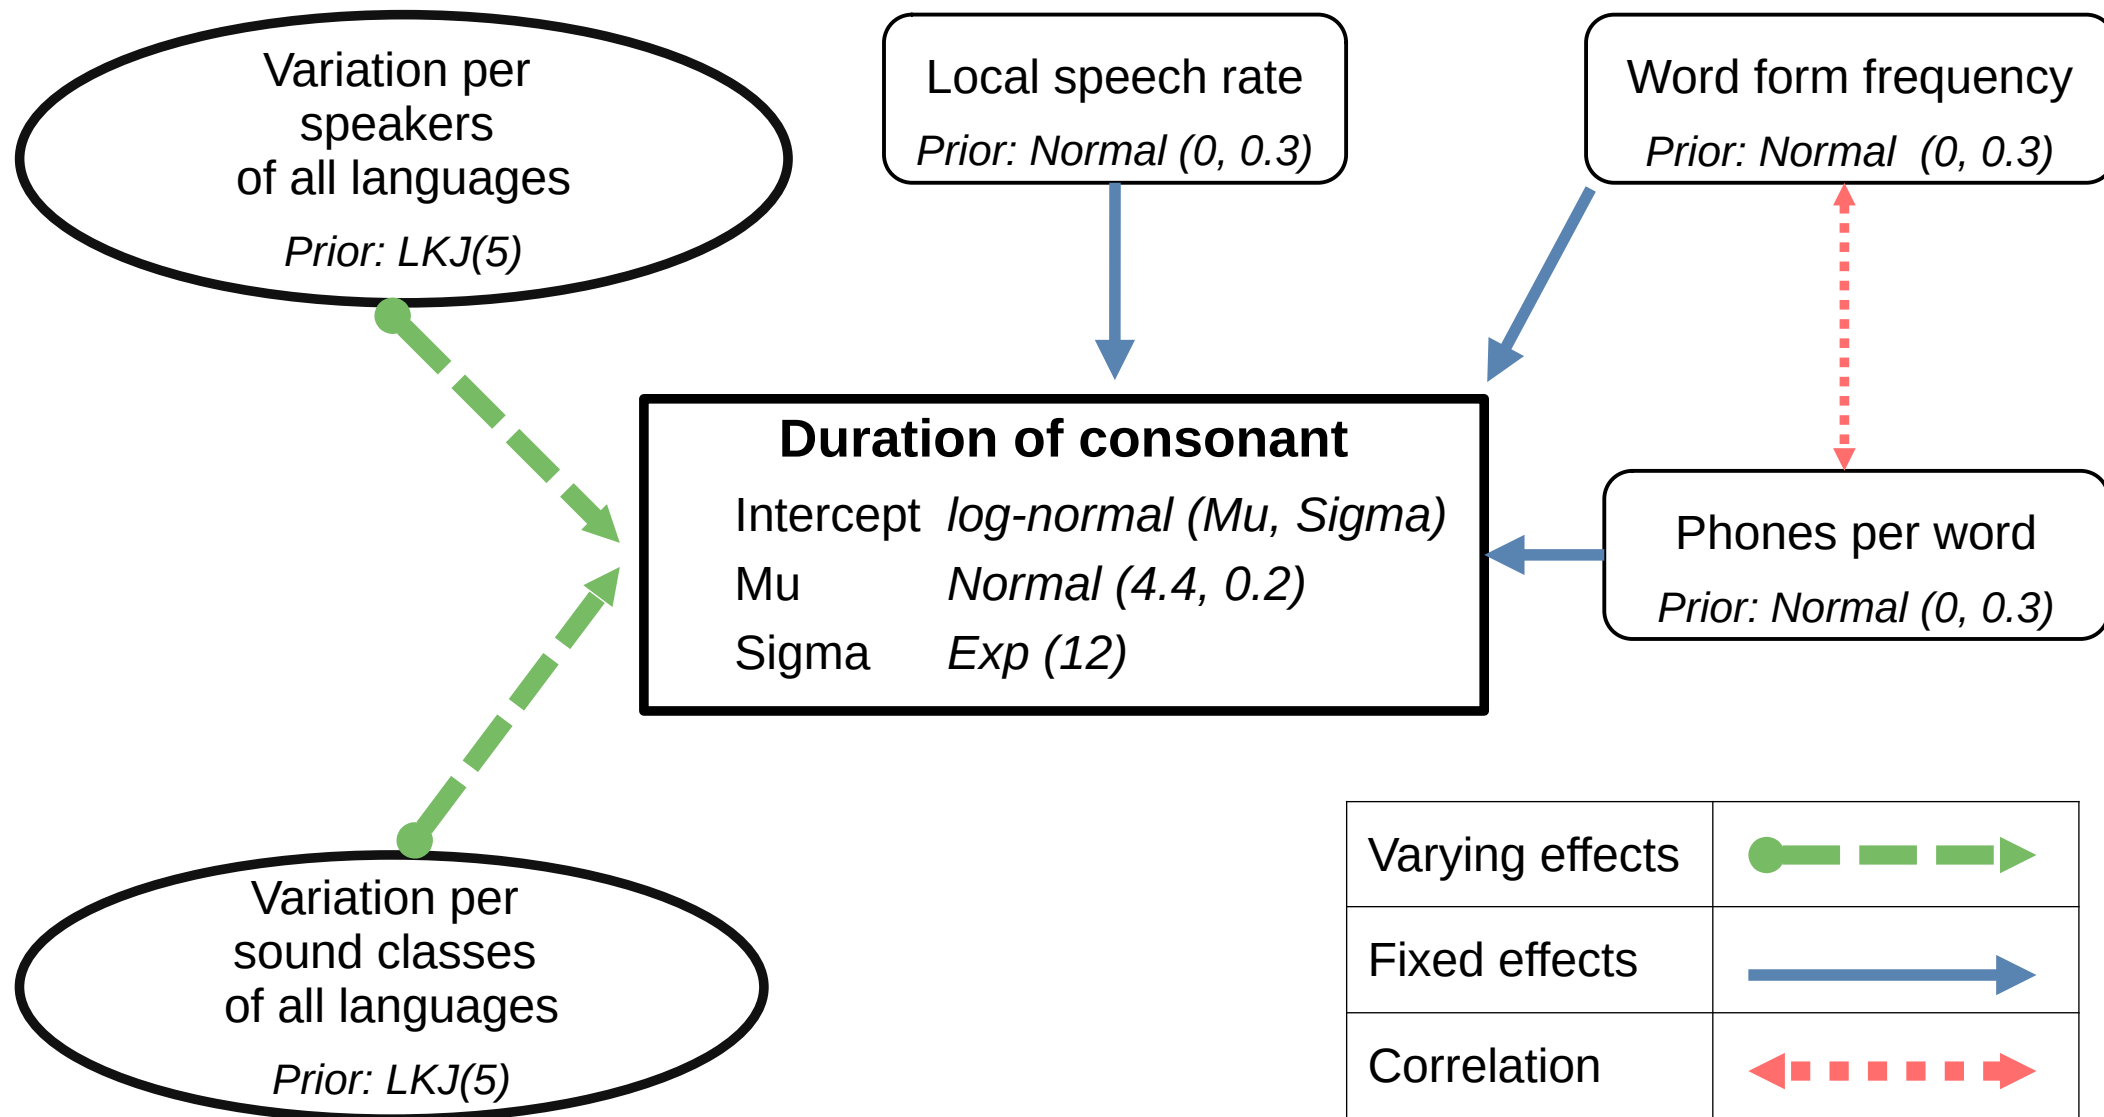 Variation per
speakers
of all languages
Prior: LKJ(5)
Local speech rate
Prior: Normal (0, 0.3)
Word form frequency
Prior: Normal (0, 0.3)
Duration of consonant
Intercept log-normal (Mu, Sigma)
Mu Normal (4.4, 0.2)
Sigma Exp (12)
Phones per word
Prior: Normal (0, 0.3)
Variation per
sound classes
of all languages
Prior: LKJ(5)
Varying effects
Fixed effects
Correlation